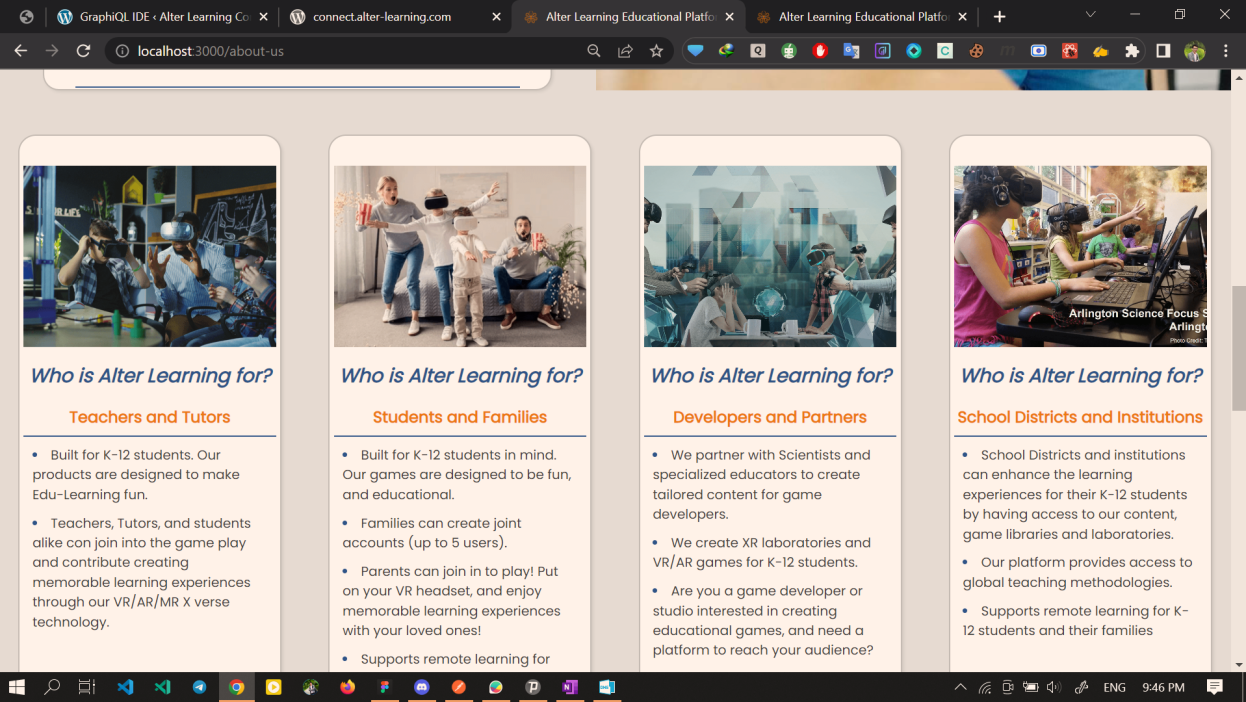 GraphiQL IDE ‹ Alter Learning Co
connect.alter-learning.com
Alter Learning Educational Platfo
Alter Learning Educational Platfo
localhost:3000/about-us
Arlington Science Focus S
Arlingto
Photo Credit: T
Who is Alter Learning for?
Teachers and Tutors
• Built for K-12 students. Our
products are designed to make
Edu-Learning fun.
• Teachers, Tutors, and students
alike con join into the game play
and contribute creating
memorable learning experiences
through our VR/AR/MR X verse
technology.
Who is Alter Learning for?
Students and Families
• Built for K-12 students in mind.
Our games are designed to be fun,
and educational.
• Families can create joint
accounts (up to 5 users).
• Parents can join in to play! Put
on your VR headset, and enjoy
memorable learning experiences
with your loved ones!
• Supports remote learning for
Who is Alter Learning for?
Developers and Partners
• We partner with Scientists and
specialized educators to create
tailored content for game
developers.
• We create XR laboratories and
VR/AR games for K-12 students.
• Are you a game developer or
studio interested in creating
educational games, and need a
platform to reach your audience?
Who is Alter Learning for?
School Districts and Institutions
• School Districts and institutions
can enhance the learning
experiences for their K-12 students
by having access to our content,
game libraries and laboratories.
• Our platform provides access to
global teaching methodologies.
• Supports remote learning for K-
12 students and their families
ENG
9:46 PM